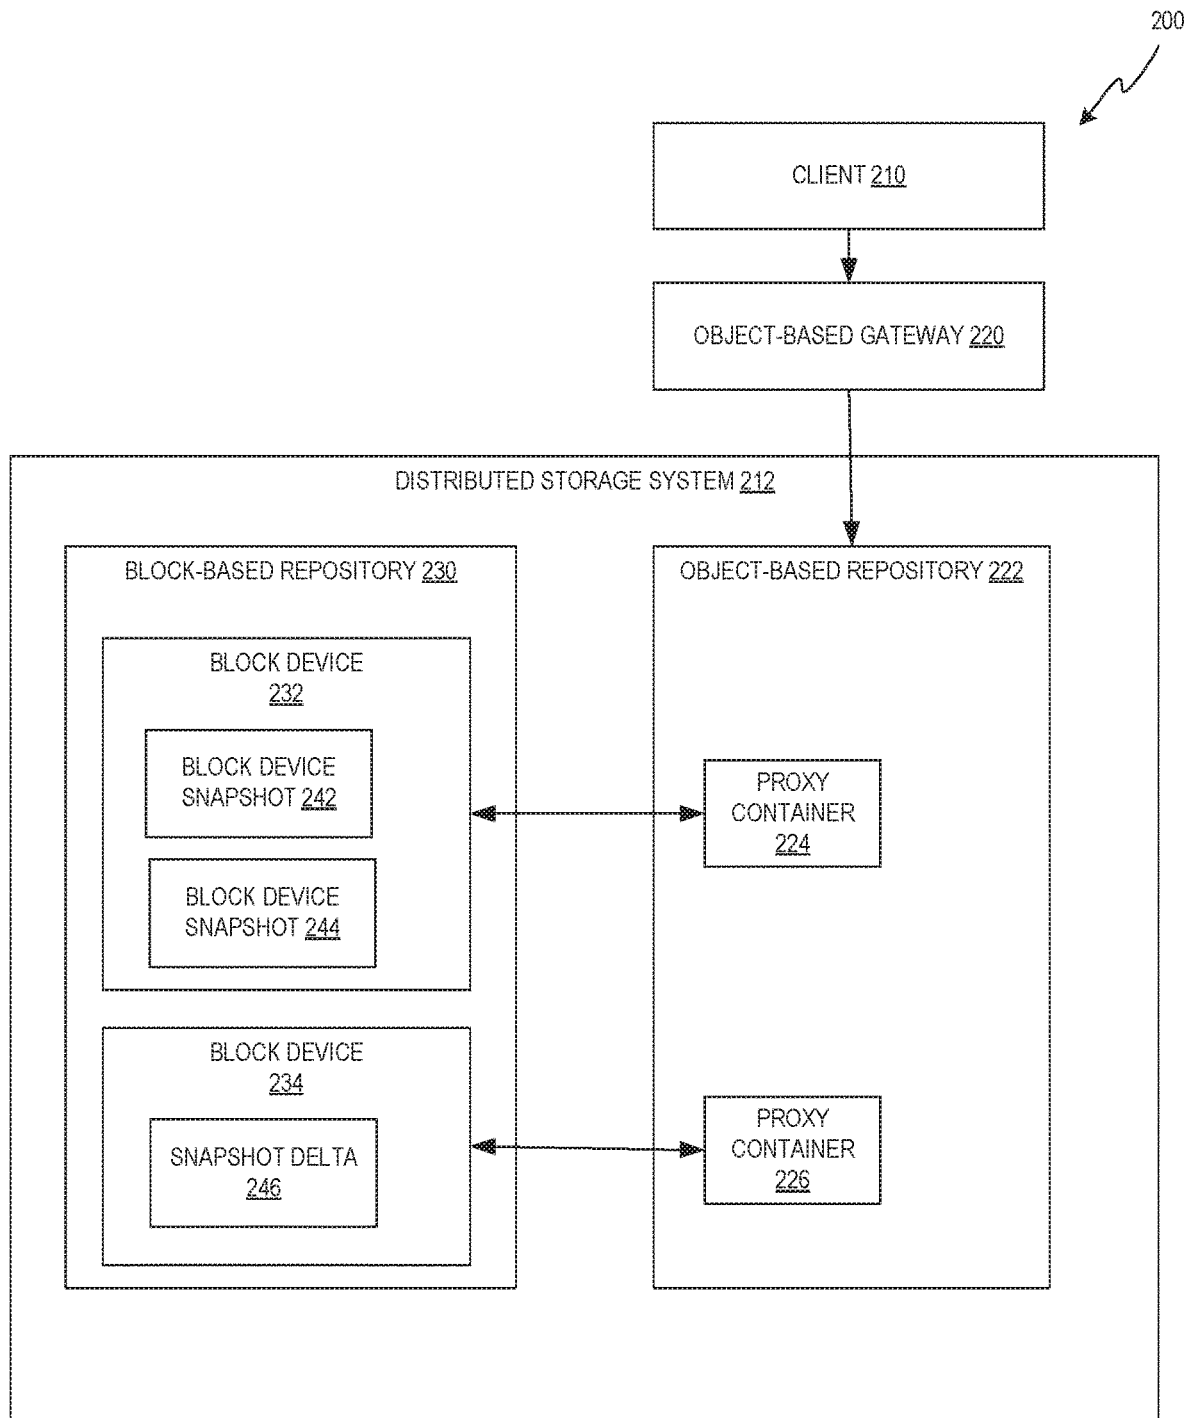 200
CLIENT 210
OBJECT-BASED GATEWAY 220
DISTRIBUTED STORAGE SYSTEM 212
BLOCK-BASED REPOSITORY 230
BLOCK DEVICE
232
BLOCK DEVICE
SNAPSHOT 242
BLOCK DEVICE
SNAPSHOT 244
BLOCK DEVICE
234
SNAPSHOT DELTA
246
OBJECT-BASED REPOSITORY 222
PROXY
CONTAINER
224
PROXY
CONTAINER
226